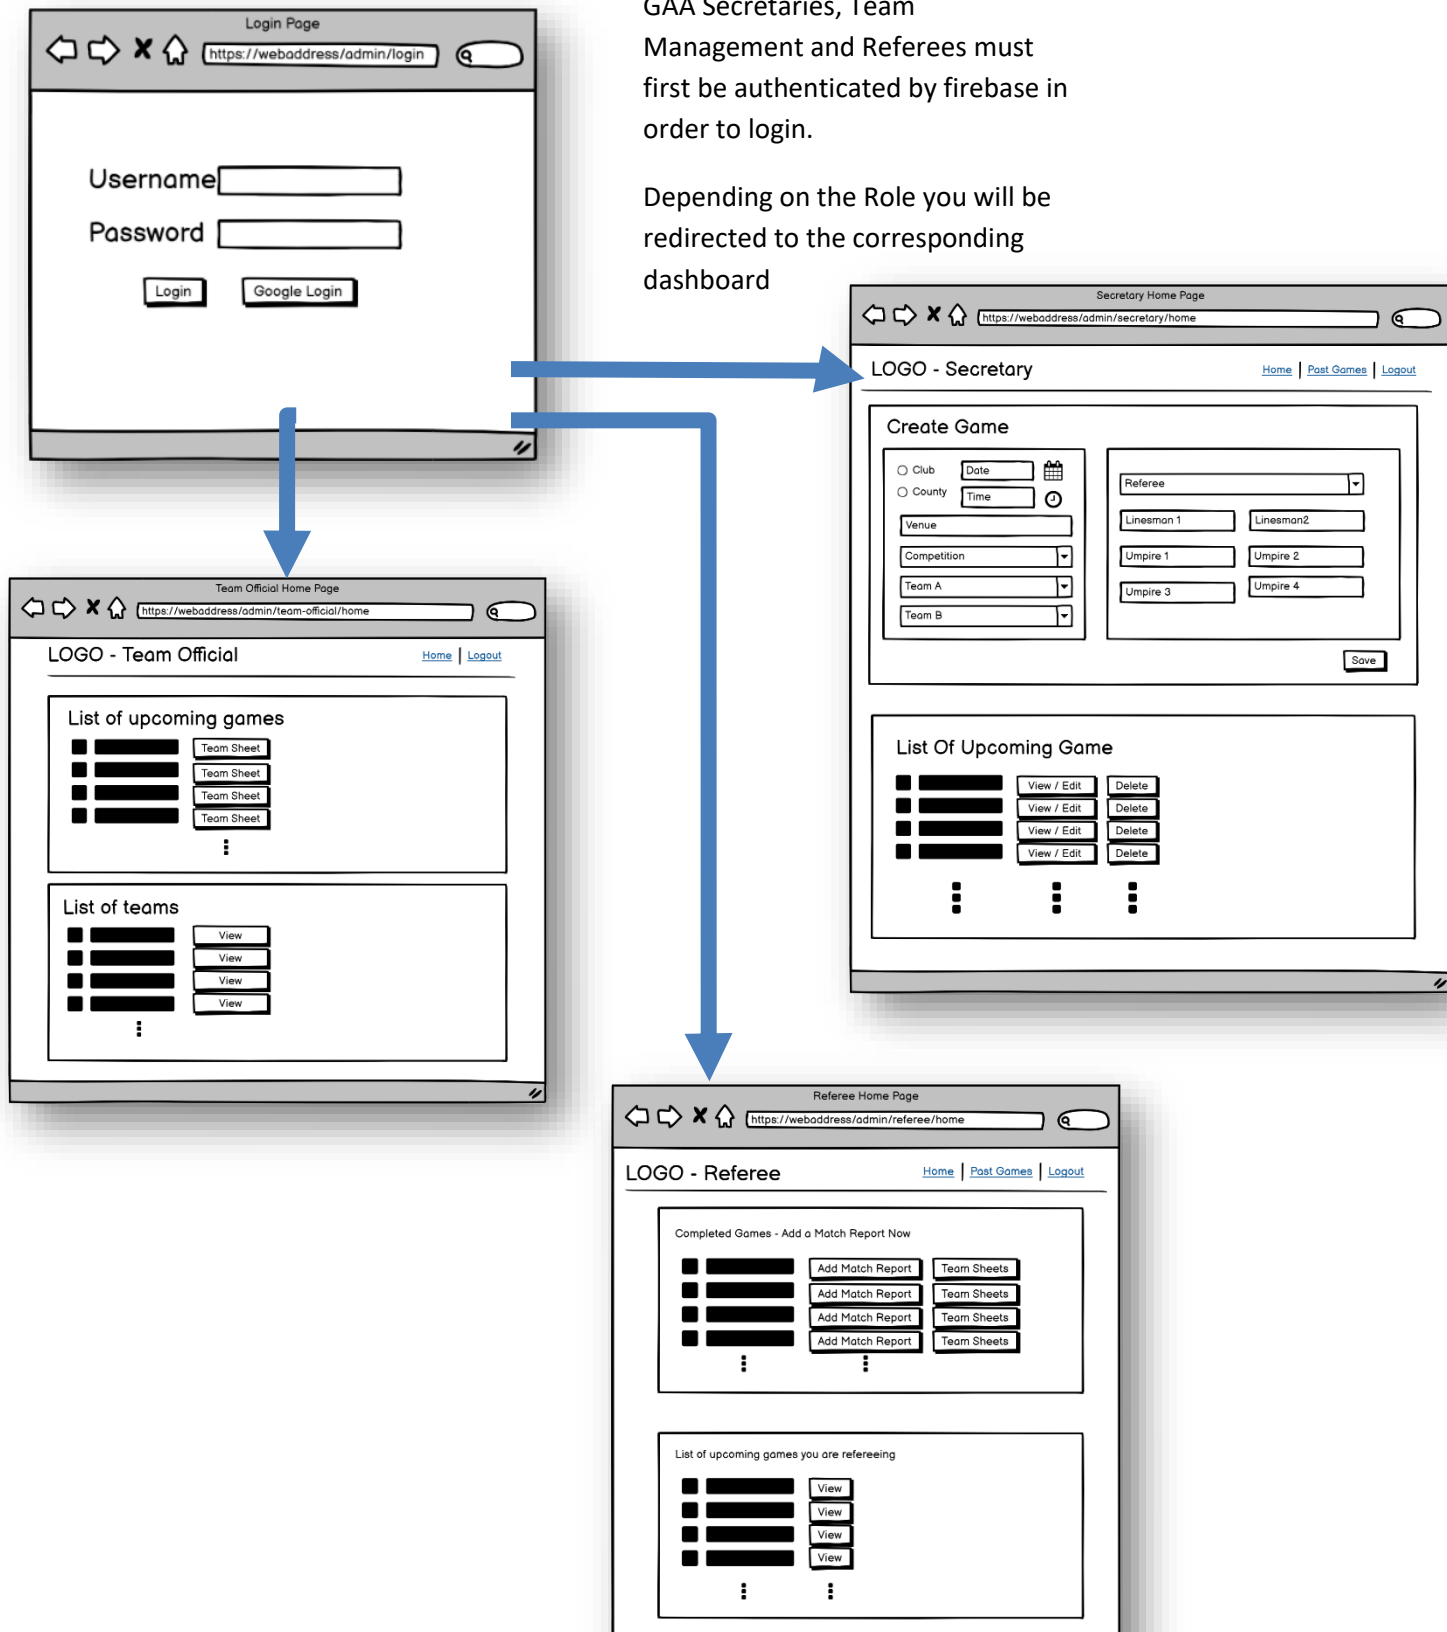 Login Page
https://webaddress/admin/login
Username
Password
Login Google Login
GAA Secretaries, Team
Management and Referees must
first be authenticated by firebase in
order to login.
Depending on the Role you will be
redirected to the corresponding
dashboard
Secretary Home Page
https://webaddress/admin/secretary/home
LOGO - Secretary Home | Past Games | Logout
Create Game
Club Date
County Time
Venue
Competition
Team A
Team B
Referee
Linesman 1 Linesman2
Umpire 1 Umpire 2
Umpire 3 Umpire 4
Save
List Of Upcoming Game
View / Edit Delete
View / Edit Delete
View / Edit Delete
View / Edit Delete
Team Official Home Page
https://webaddress/admin/team-official/home
LOGO - Team Official Home | Logout
List of upcoming games
Team Sheet
Team Sheet
Team Sheet
Team Sheet
List of teams
View
View
View
View
Referee Home Page
https://webaddress/admin/referee/home
LOGO - Referee Home | Past Games | Logout
Completed Games - Add a Match Report Now
Add Match Report Team Sheets
Add Match Report Team Sheets
Add Match Report Team Sheets
Add Match Report Team Sheets
List of upcoming games you are refereeing
View
View
View
View